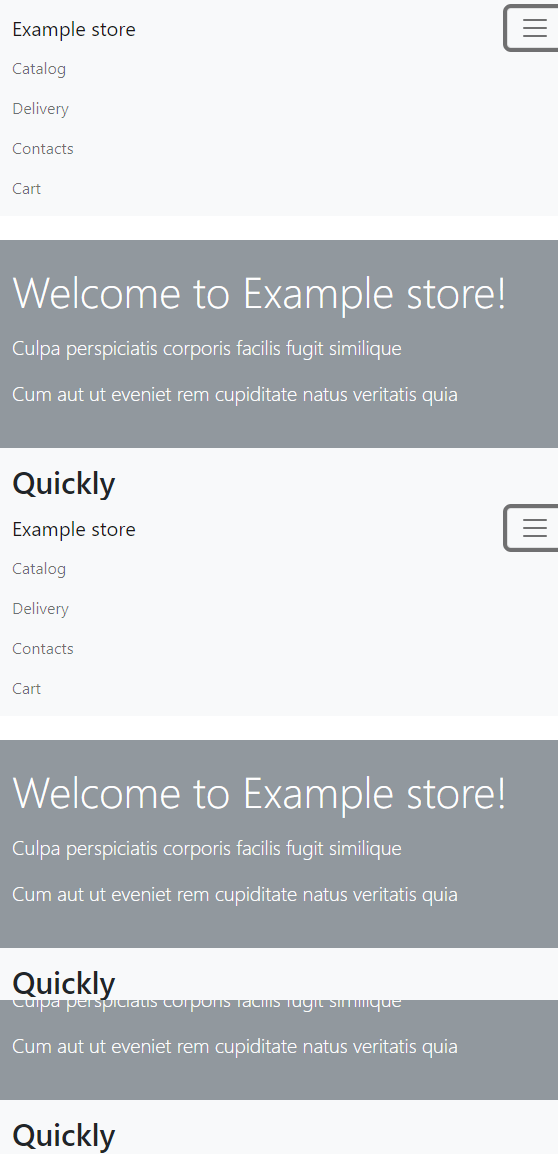 Example store
Catalog
Delivery
Contacts
Cart
Welcome to Example store!
Culpa perspiciatis corporis facilis fugit similique
Cum aut ut eveniet rem cupiditate natus veritatis quia
Quickly
Example store
Catalog
Delivery
Contacts
Cart
Welcome to Example store!
Culpa perspiciatis corporis facilis fugit similique
Cum aut ut eveniet rem cupiditate natus veritatis quia
Quickly
Culpa perspiciatis corporis facilis fugit similique
Cum aut ut eveniet rem cupiditate natus veritatis quia
Quickly